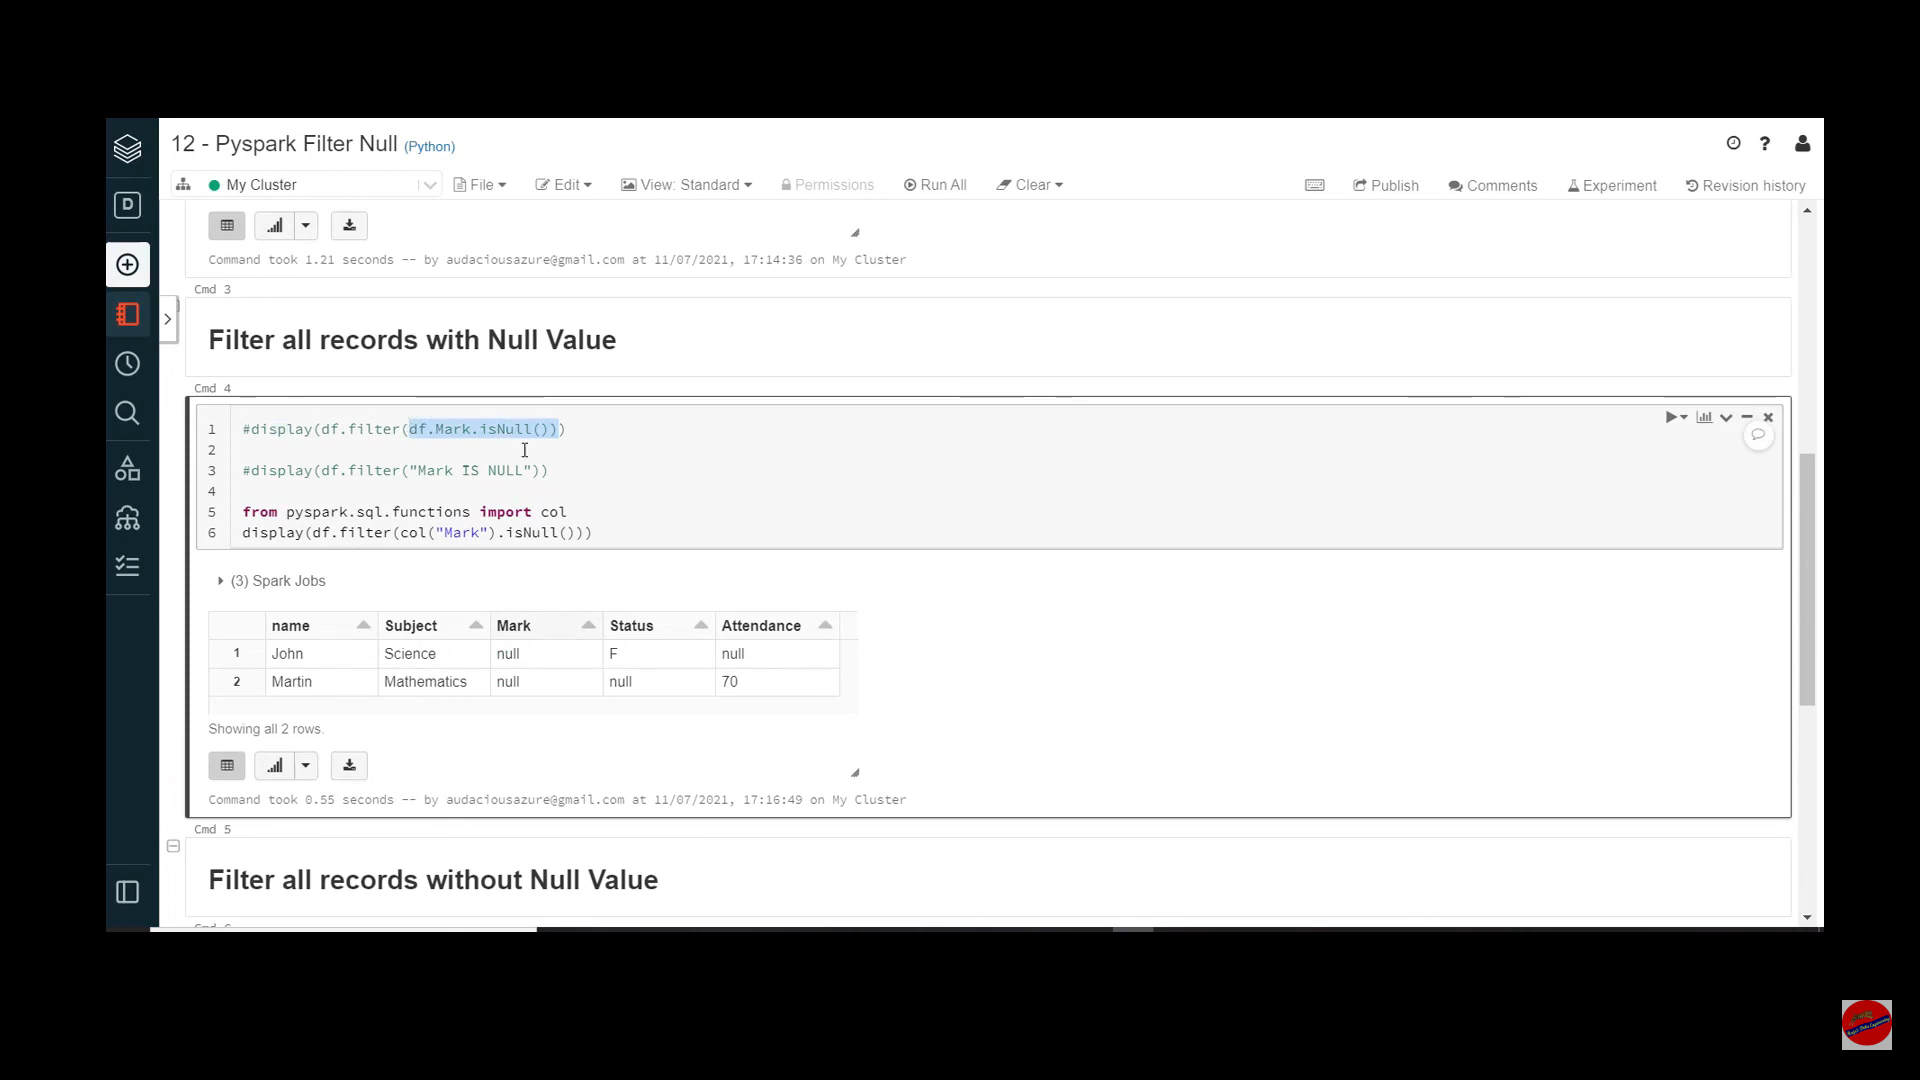 12 - Pyspark Filter Null (Python)
My Cluster File Edit View: Standard Permissions Run All Clear Publish Comments Experiment Revision history
Command took 1.21 seconds -- by audaciousazure@gmail.com at 11/07/2021, 17:14:36 on My Cluster
Cmd 3
Filter all records with Null Value
Cmd 4
1 #display(df.filter(df.Mark.isNull()))
2
3 #display(df.filter("Mark IS NULL"))
4
5 from pyspark.sql.functions import col
6 display(df.filter(col("Mark").isNull()))
(3) Spark Jobs
name Subject Mark Status Attendance
1 John Science null F null
2 Martin Mathematics null null 70
Showing all 2 rows.
Command took 0.55 seconds -- by audaciousazure@gmail.com at 11/07/2021, 17:16:49 on My Cluster
Cmd 5
Filter all records without Null Value